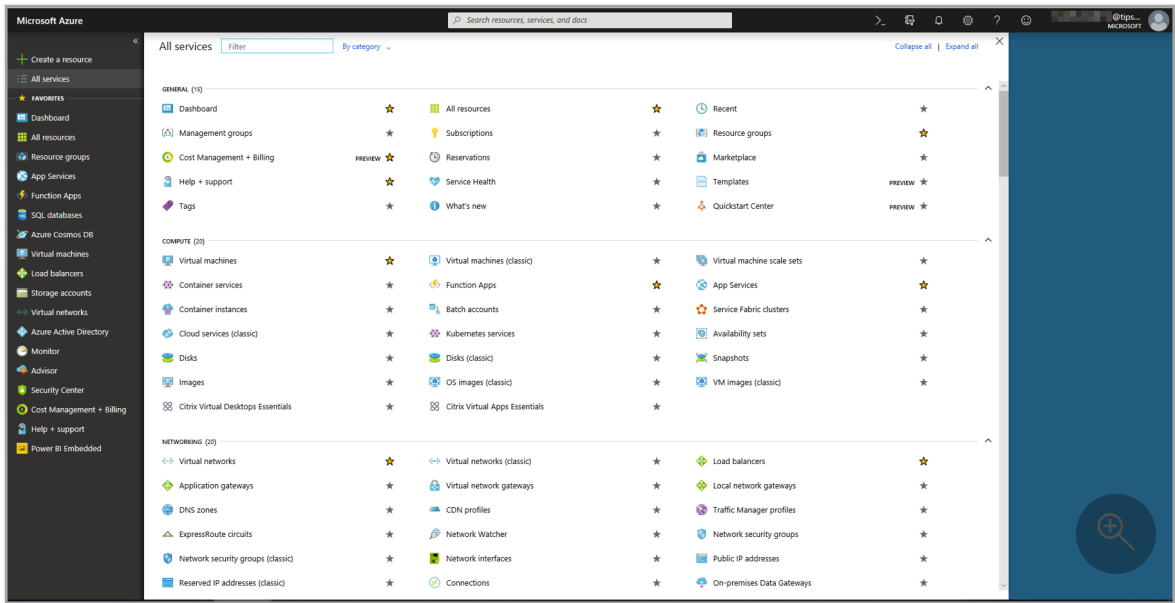 Microsoft Azure
Search resources, services, and docs
@tips...
MICROSOFT
Create a resource
All services
FAVORITES
Dashboard
All resources
Resource groups
App Services
Function Apps
SQL databases
Azure Cosmos DB
Virtual machines
Load balancers
Storage accounts
Virtual networks
Azure Active Directory
Monitor
Advisor
Security Center
Cost Management + Billing
Help + support
Power BI Embedded
All services Filter By category Collapse all | Expand all
GENERAL (15)
Dashboard All resources Recent
Management groups Subscriptions Resource groups
Cost Management + Billing PREVIEW Reservations Marketplace
Help + support Service Health Templates PREVIEW
Tags What's new Quickstart Center PREVIEW
COMPUTE (20)
Virtual machines Virtual machines (classic) Virtual machine scale sets
Container services Function Apps App Services
Container instances Batch accounts Service Fabric clusters
Cloud services (classic) Kubernetes services Availability sets
Disks Disks (classic) Snapshots
Images OS images (classic) VM images (classic)
Citrix Virtual Desktops Essentials Citrix Virtual Apps Essentials
NETWORKING (20)
Virtual networks Virtual networks (classic) Load balancers
Application gateways Virtual network gateways Local network gateways
DNS zones CDN profiles Traffic Manager profiles
ExpressRoute circuits Network Watcher Network security groups
Network security groups (classic) Network interfaces Public IP addresses
Reserved IP addresses (classic) Connections On-premises Data Gateways